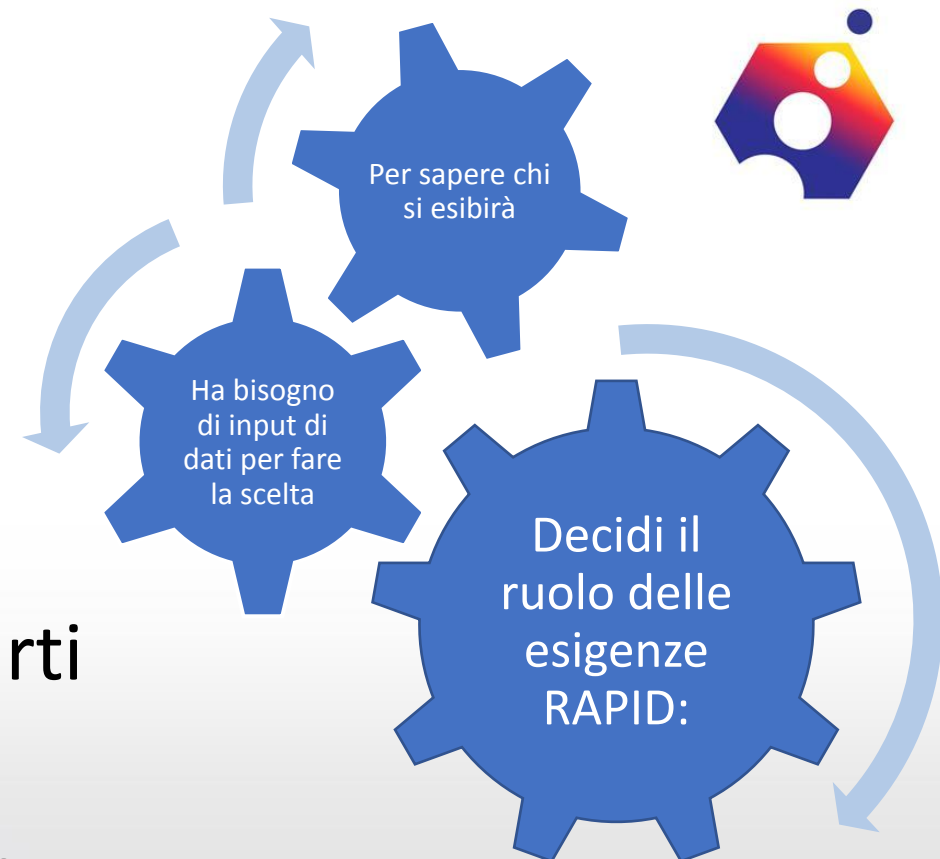 Per sapere chi
si esibirà
Ha bisogno
di input di
dati per fare
la scelta
Decidi il
ruolo delle
esigenze
RAPID:
rti